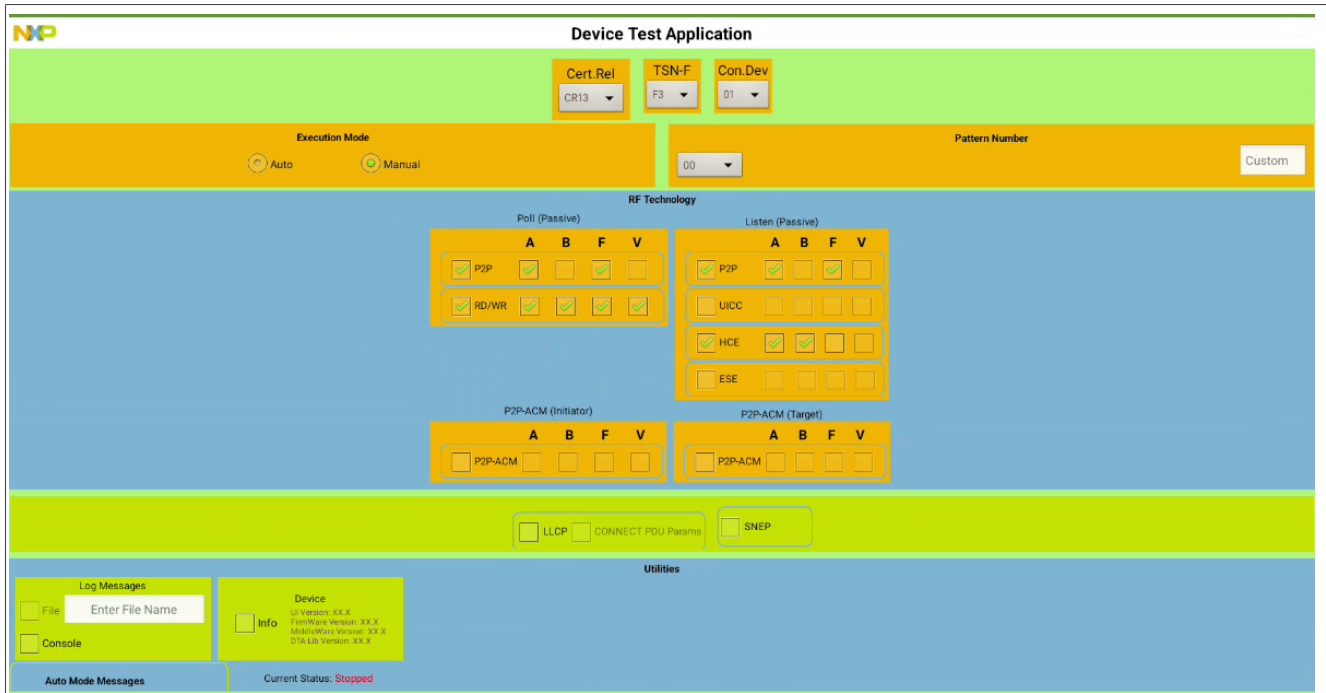 NXP
Device Test Application
Cert.Rel TSN-F Con.Dev
CR13 F3 01
Execution Mode
Auto Manual
Pattern Number
00 Custom
RF Technology
Poll (Passive)
A B F V
P2P
RD/WR
Listen (Passive)
A B F V
P2P
UICC
HCE
ESE
P2P-ACM (Initiator)
A B F V
P2P-ACM
P2P-ACM (Target)
A B F V
P2P-ACM
LLCP CONNECT PDU Params SNEP
Utilities
Log Messages
File Enter File Name
Console
Device
Info
UI Version: XX.X
FirmWare Version: XX.X
MiddleWare Version: XX.X
DTA Lib Version: XX.X
Auto Mode Messages
Current Status: Stopped